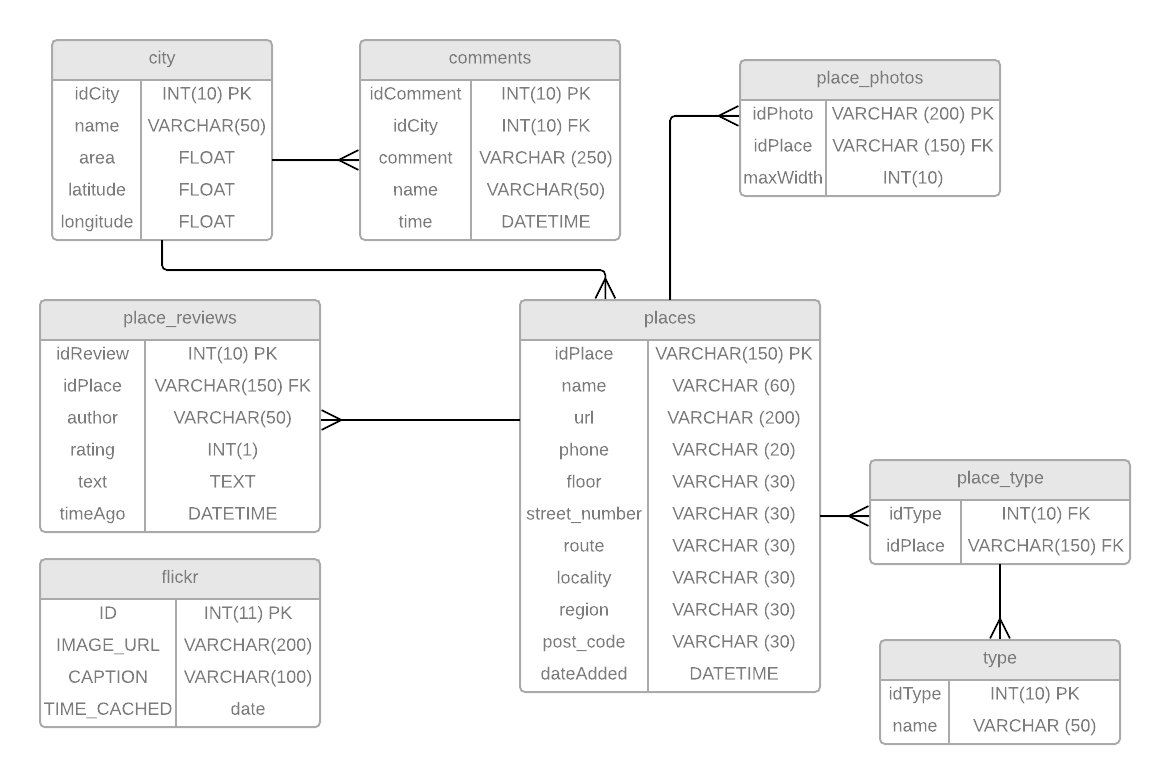 city
idCity INT(10) PK
name VARCHAR(50)
area FLOAT
latitude FLOAT
longitude FLOAT
comments
idComment INT(10) PK
idCity INT(10) FK
comment VARCHAR (250)
name VARCHAR(50)
time DATETIME
place_photos
idPhoto VARCHAR (200) PK
idPlace VARCHAR (150) FK
maxWidth INT(10)
place_reviews
idReview INT(10) PK
idPlace VARCHAR(150) FK
author VARCHAR(50)
rating INT(1)
text TEXT
timeAgo DATETIME
places
idPlace VARCHAR(150) PK
name VARCHAR (60)
url VARCHAR (200)
phone VARCHAR (20)
floor VARCHAR (30)
street_number VARCHAR (30)
route VARCHAR (30)
locality VARCHAR (30)
region VARCHAR (30)
post_code VARCHAR (30)
dateAdded DATETIME
place_type
idType INT(10) FK
idPlace VARCHAR(150) FK
flickr
ID INT(11) PK
IMAGE_URL VARCHAR(200)
CAPTION VARCHAR(100)
TIME_CACHED date
type
idType INT(10) PK
name VARCHAR (50)